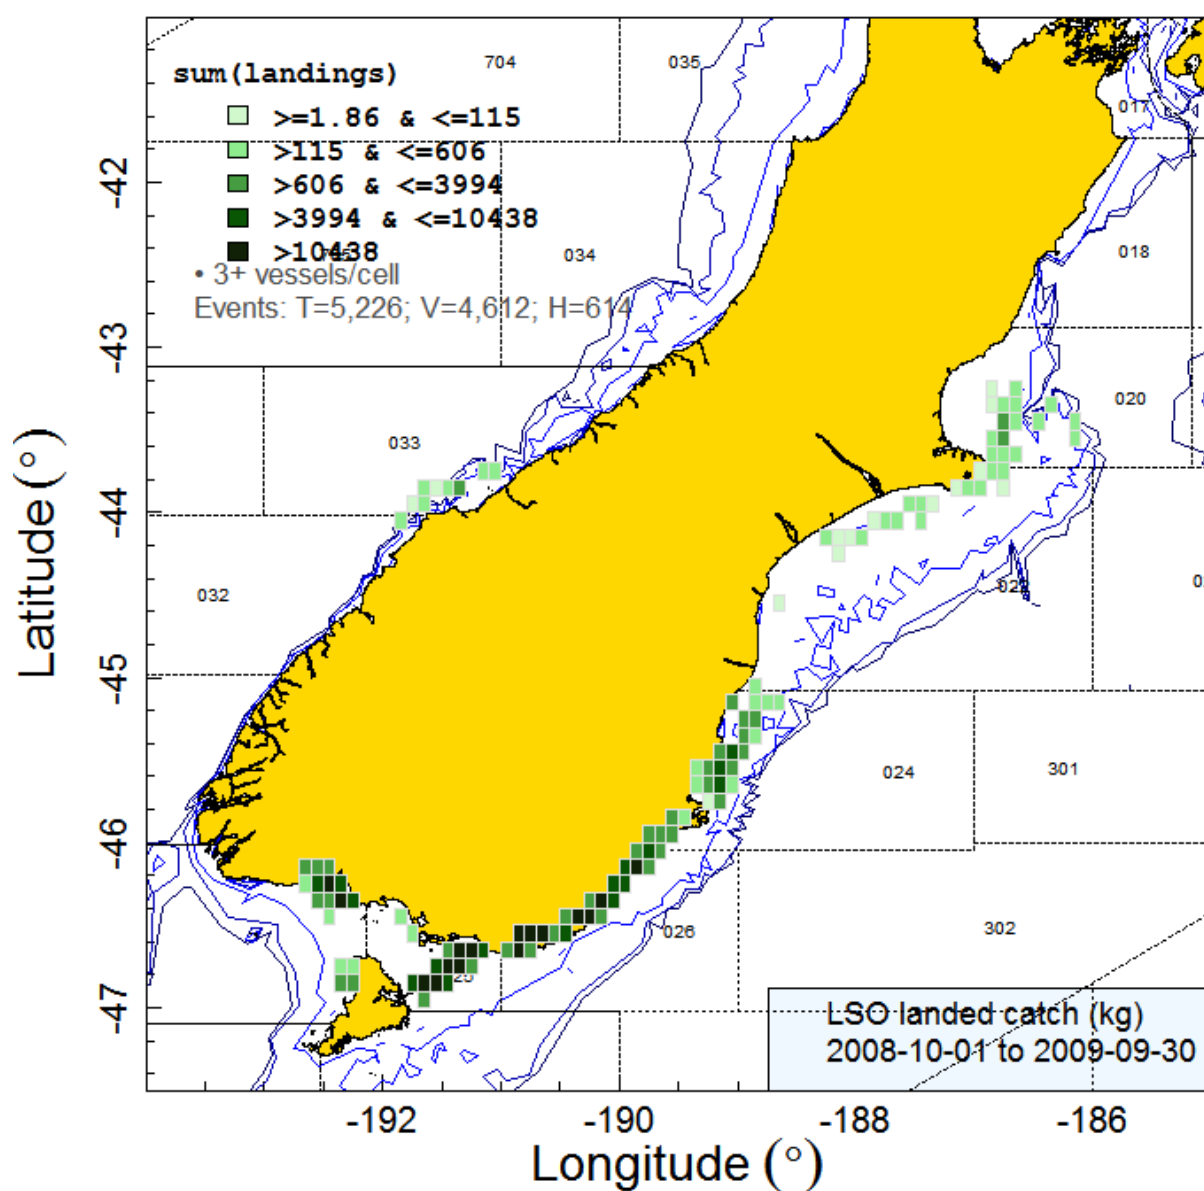 704
035
sum(landings)
>=1.86 & <=115
>115 & <=606
>606 & <=3994
>3994 & <=10438
>10438
• 3+ vessels/cell
Events: T=5,226; V=4,612; H=614
017
034
018
020
033
032
024
301
026
302
LSO landed catch (kg)
2008-10-01 to 2009-09-30
-42
-43
-44
-45
-46
-47
Latitude (°)
-192
-190
-188
-186
Longitude (°)